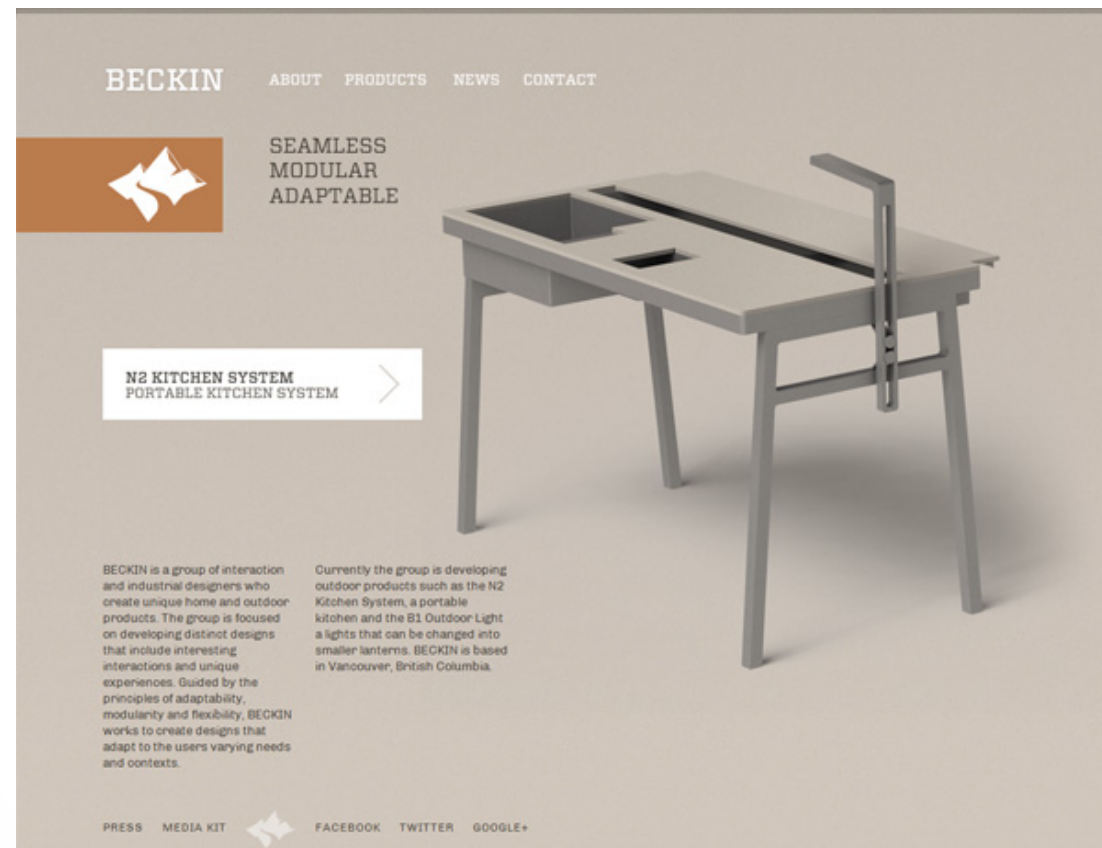 BECKIN
ABOUT PRODUCTS NEWS CONTACT
SEAMLESS
MODULAR
ADAPTABLE
N2 KITCHEN SYSTEM
PORTABLE KITCHEN SYSTEM
BECKIN is a group of interaction
and industrial designers who
create unique home and outdoor
products. The group is focused
on developing distinct designs
that include interesting
interactions and unique
experiences. Guided by the
principles of adaptability,
modularity and flexibility, BECKIN
works to create designs that
adapt to the users varying needs
and contexts.
Currently the group is developing
outdoor products such as the N2
Kitchen System, a portable
kitchen and the B1 Outdoor Light
a lights that can be changed into
smaller lanterns. BECKIN is based
in Vancouver, British Columbia.
PRESS MEDIA KIT FACEBOOK TWITTER GOOGLE+